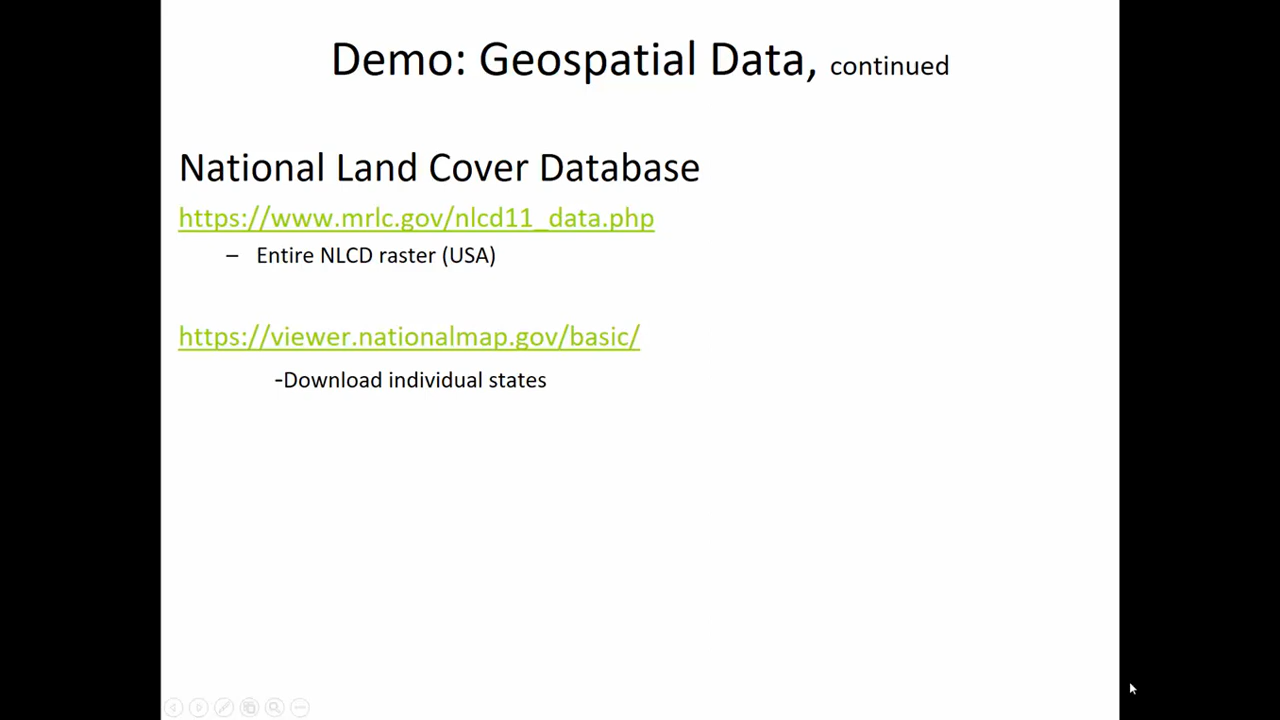 Demo: Geospatial Data, continued
National Land Cover Database
https://www.mrlc.gov/nlcd11_data.php
– Entire NLCD raster (USA)
https://viewer.nationalmap.gov/basic/
-Download individual states